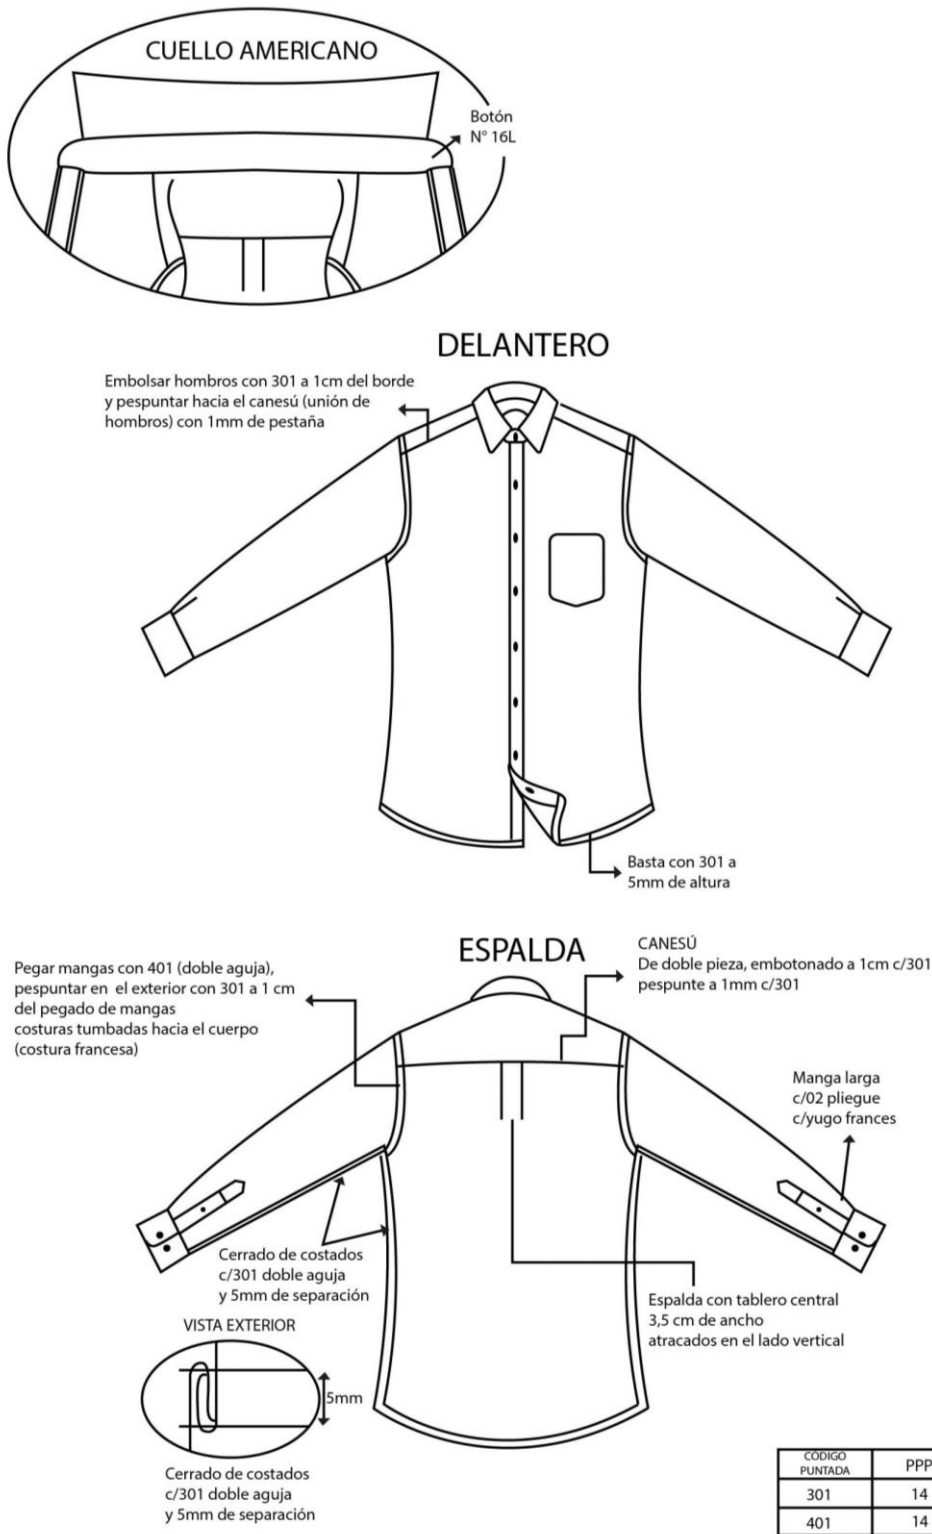 CUELLO AMERICANO
Botón
N° 16L
DELANTERO
Embolsar hombros con 301 a 1cm del borde
y pespuntar hacia el canesú (unión de
hombros) con 1mm de pestaña
Basta con 301 a
5mm de altura
ESPALDA
CANESÚ
De doble pieza, embotonado a 1cm c/301
pespunte a 1mm c/301
Pegar mangas con 401 (doble aguja),
pespuntar en el exterior con 301 a 1 cm
del pegado de mangas
costuras tumbadas hacia el cuerpo
(costura francesa)
Manga larga
c/02 pliegue
c/yugo frances
Cerrado de costados
c/301 doble aguja
y 5mm de separación
Espalda con tablero central
3,5 cm de ancho
atracados en el lado vertical
VISTA EXTERIOR
5mm
Cerrado de costados
c/301 doble aguja
y 5mm de separación
CÓDIGO PUNTADA PPP
301 14
401 14